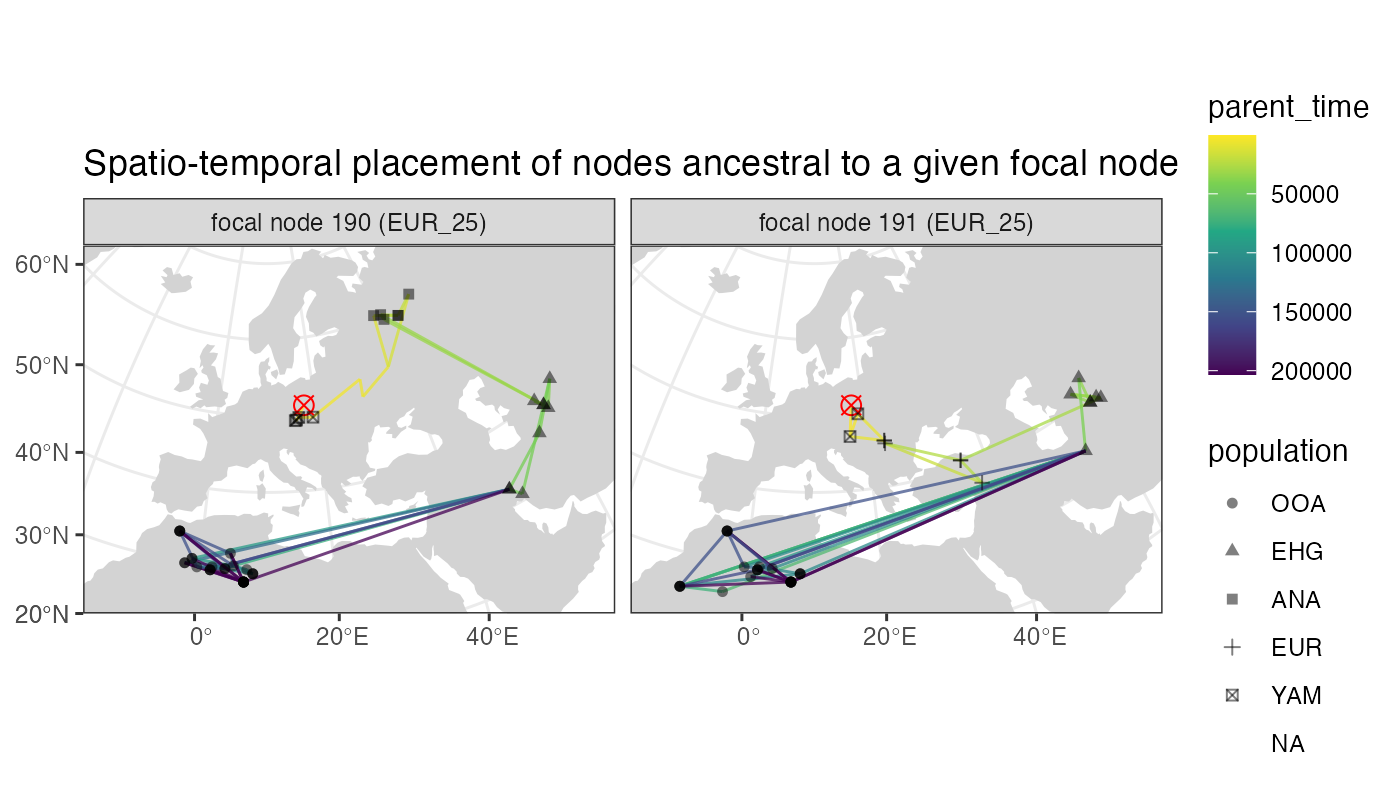 Spatio-temporal placement of nodes ancestral to a given focal node
focal node 190 (EUR_25)
focal node 191 (EUR_25)
60°N
50°N
40°N
30°N
20°N
0°
20°E
40°E
0°
20°E
40°E
parent_time
50000
100000
150000
200000
population
OOA
EHG
ANA
EUR
YAM
NA